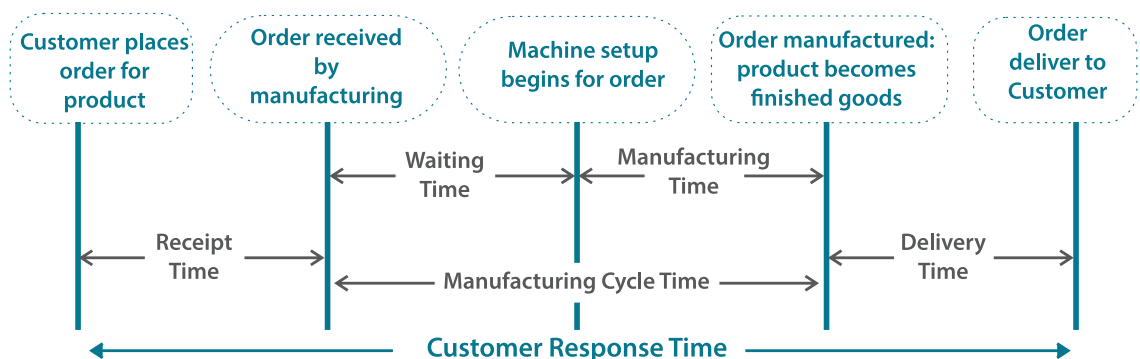 Customer places
order for
product
Order received
by
manufacturing
Machine setup
begins for order
Order manufactured:
product becomes
finished goods
Order
deliver to
Customer
Waiting
Time
Manufacturing
Time
Receipt
Time
Manufacturing Cycle Time
Delivery
Time
Customer Response Time